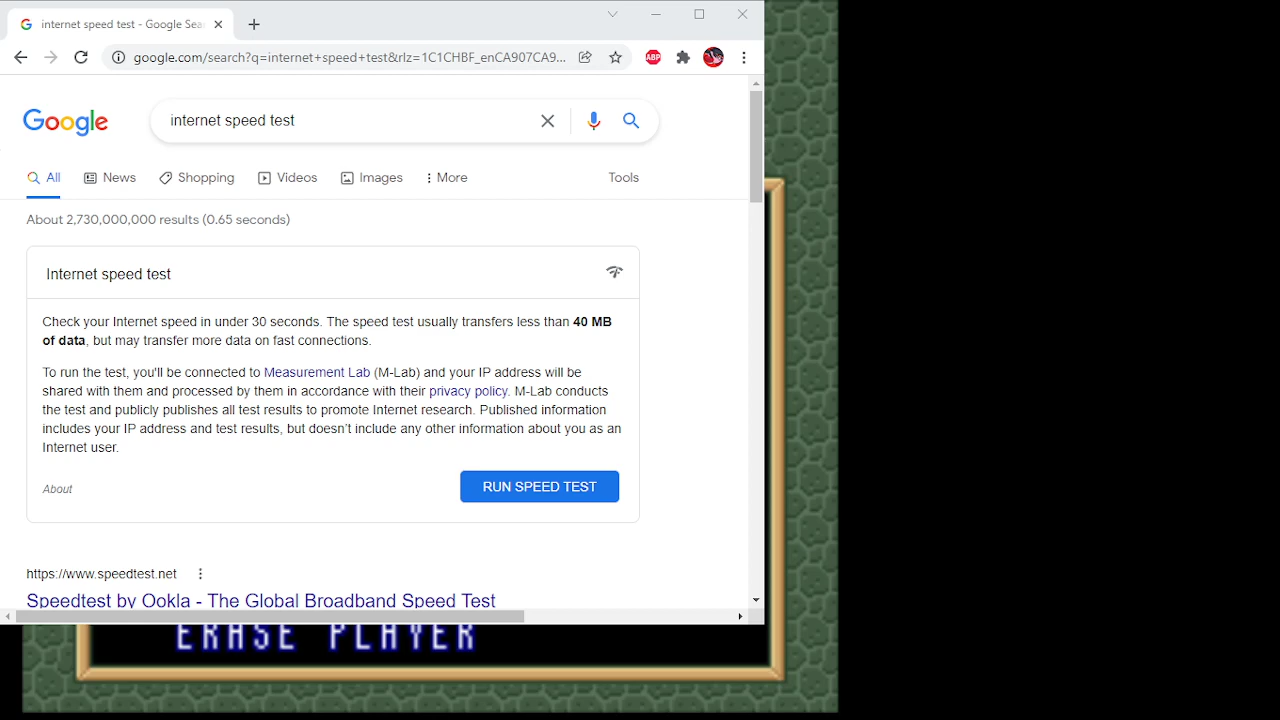 internet speed test - Google Sea
google.com/search?q=internet+speed+test&rlz=1C1CHBF_enCA907CA9...
ABP
Google
internet speed test
All
News
Shopping
Videos
Images
More
Tools
About 2,730,000,000 results (0.65 seconds)
Internet speed test
Check your Internet speed in under 30 seconds. The speed test usually transfers less than 40 MB
of data, but may transfer more data on fast connections.
To run the test, you'll be connected to Measurement Lab (M-Lab) and your IP address will be
shared with them and processed by them in accordance with their privacy policy. M-Lab conducts
the test and publicly publishes all test results to promote Internet research. Published information
includes your IP address and test results, but doesn't include any other information about you as an
Internet user.
About
RUN SPEED TEST
https://www.speedtest.net
Speedtest by Ookla - The Global Broadband Speed Test
ERASE PLAYER